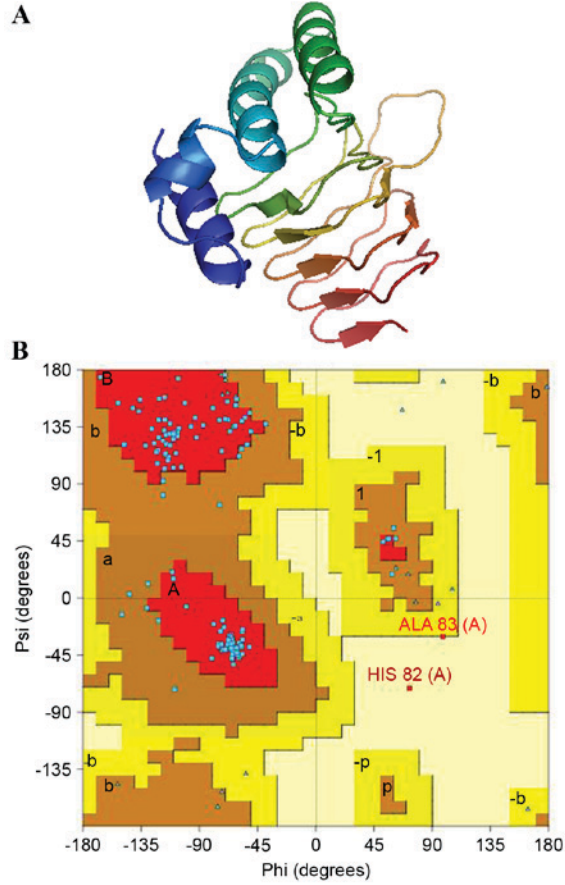 A
B
180
135
90
45
0
-45
-90
-135
Psi (degrees)
B
b
-b
-b
b
-1
1
a
A
-a
ALA 83 (A)
HIS 82 (A)
-b
b
-p
p
-b
-180 -135 -90 -45 0 45 90 135 180
Phi (degrees)